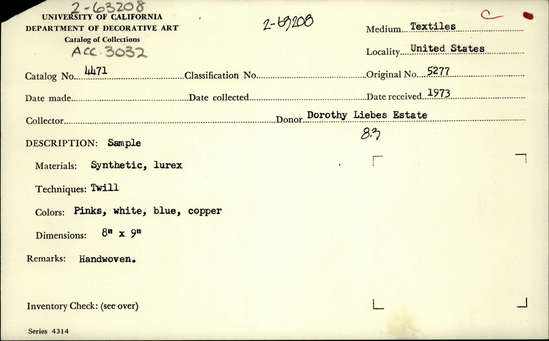 2-63208
UNIVERSITY OF CALIFORNIA
DEPARTMENT OF DECORATIVE ART
Catalog of Collections
ACC. 3032
2-63208
C
Medium Textiles
Locality United States
Catalog No. 4471 Classification No. Original No. 5277
Date made Date collected Date received 1973
Collector Donor Dorothy Liebes Estate
DESCRIPTION: Sample
Materials: Synthetic, lurex
Techniques: Twill
Colors: Pinks, white, blue, copper
Dimensions: 8" x 9"
Remarks: Handwoven.
Inventory Check: (see over)
Series 4314